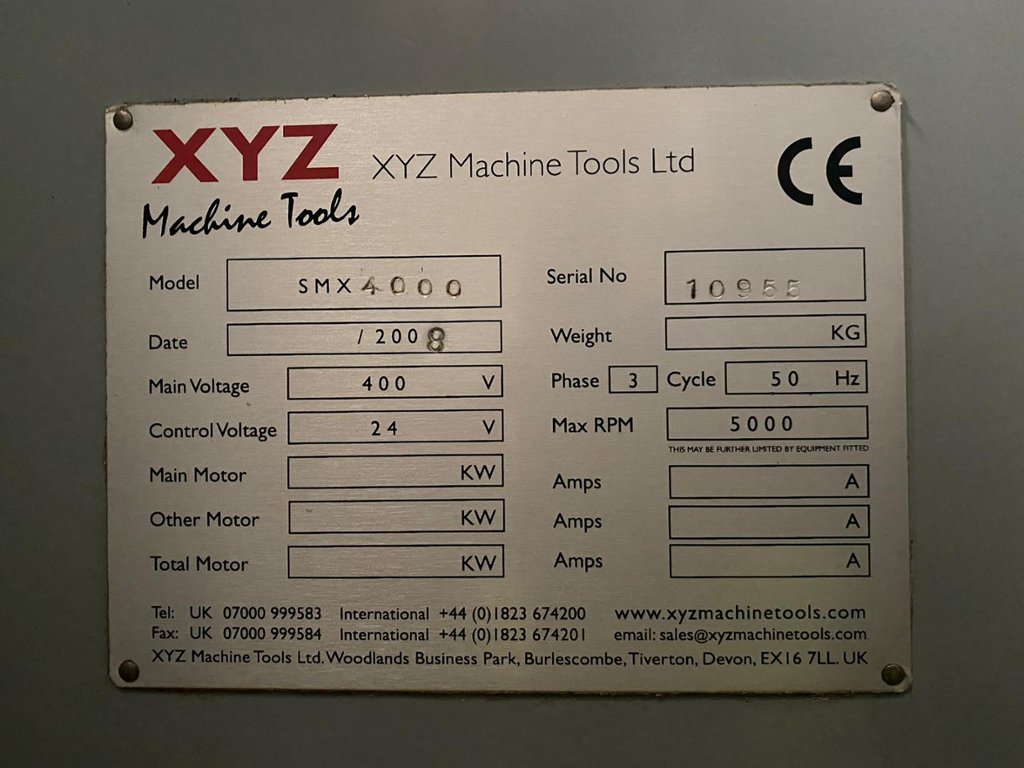 XYZ
Machine Tools
XYZ Machine Tools Ltd
CE
Model SMX 4000
Serial No 10955
Date / 2008
Weight KG
Main Voltage 400 V
Phase 3 Cycle 50 Hz
Control Voltage 24 V
Max RPM 5000
THIS MAY BE FURTHER LIMITED BY EQUIPMENT FITTED
Main Motor KW
Amps A
Other Motor KW
Amps A
Total Motor KW
Amps A
Tel: UK 07000 999583 International +44 (0)1823 674200 www.xyzmachinetools.com
Fax: UK 07000 999584 International +44 (0)1823 674201 email: sales@xyzmachinetools.com
XYZ Machine Tools Ltd. Woodlands Business Park, Burlescombe, Tiverton, Devon, EX16 7LL. UK